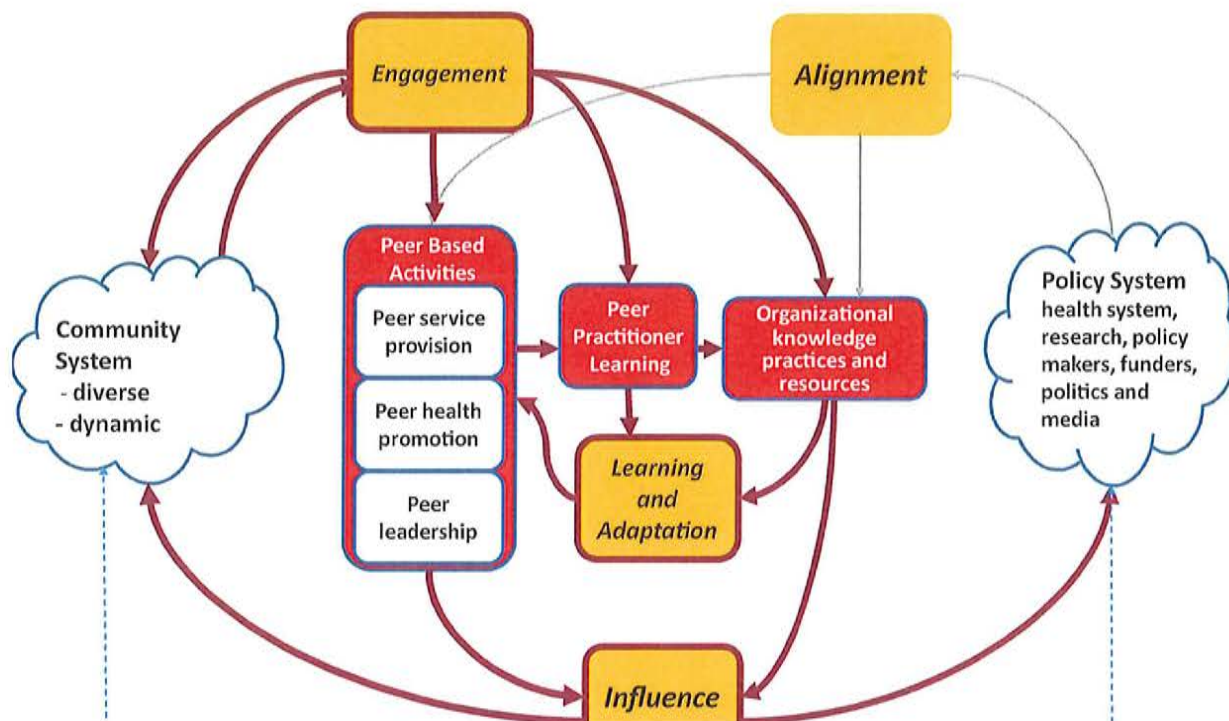 Engagement
Alignment
Peer Based
Activities
Peer service
provision
Peer health
promotion
Peer
leadership
Peer
Practitioner
Learning
Organizational
knowledge
practices and
resources
Learning
and
Adaptation
Community
System
- diverse
- dynamic
Policy System
health system,
research, policy
makers, funders,
politics and
media
Influence